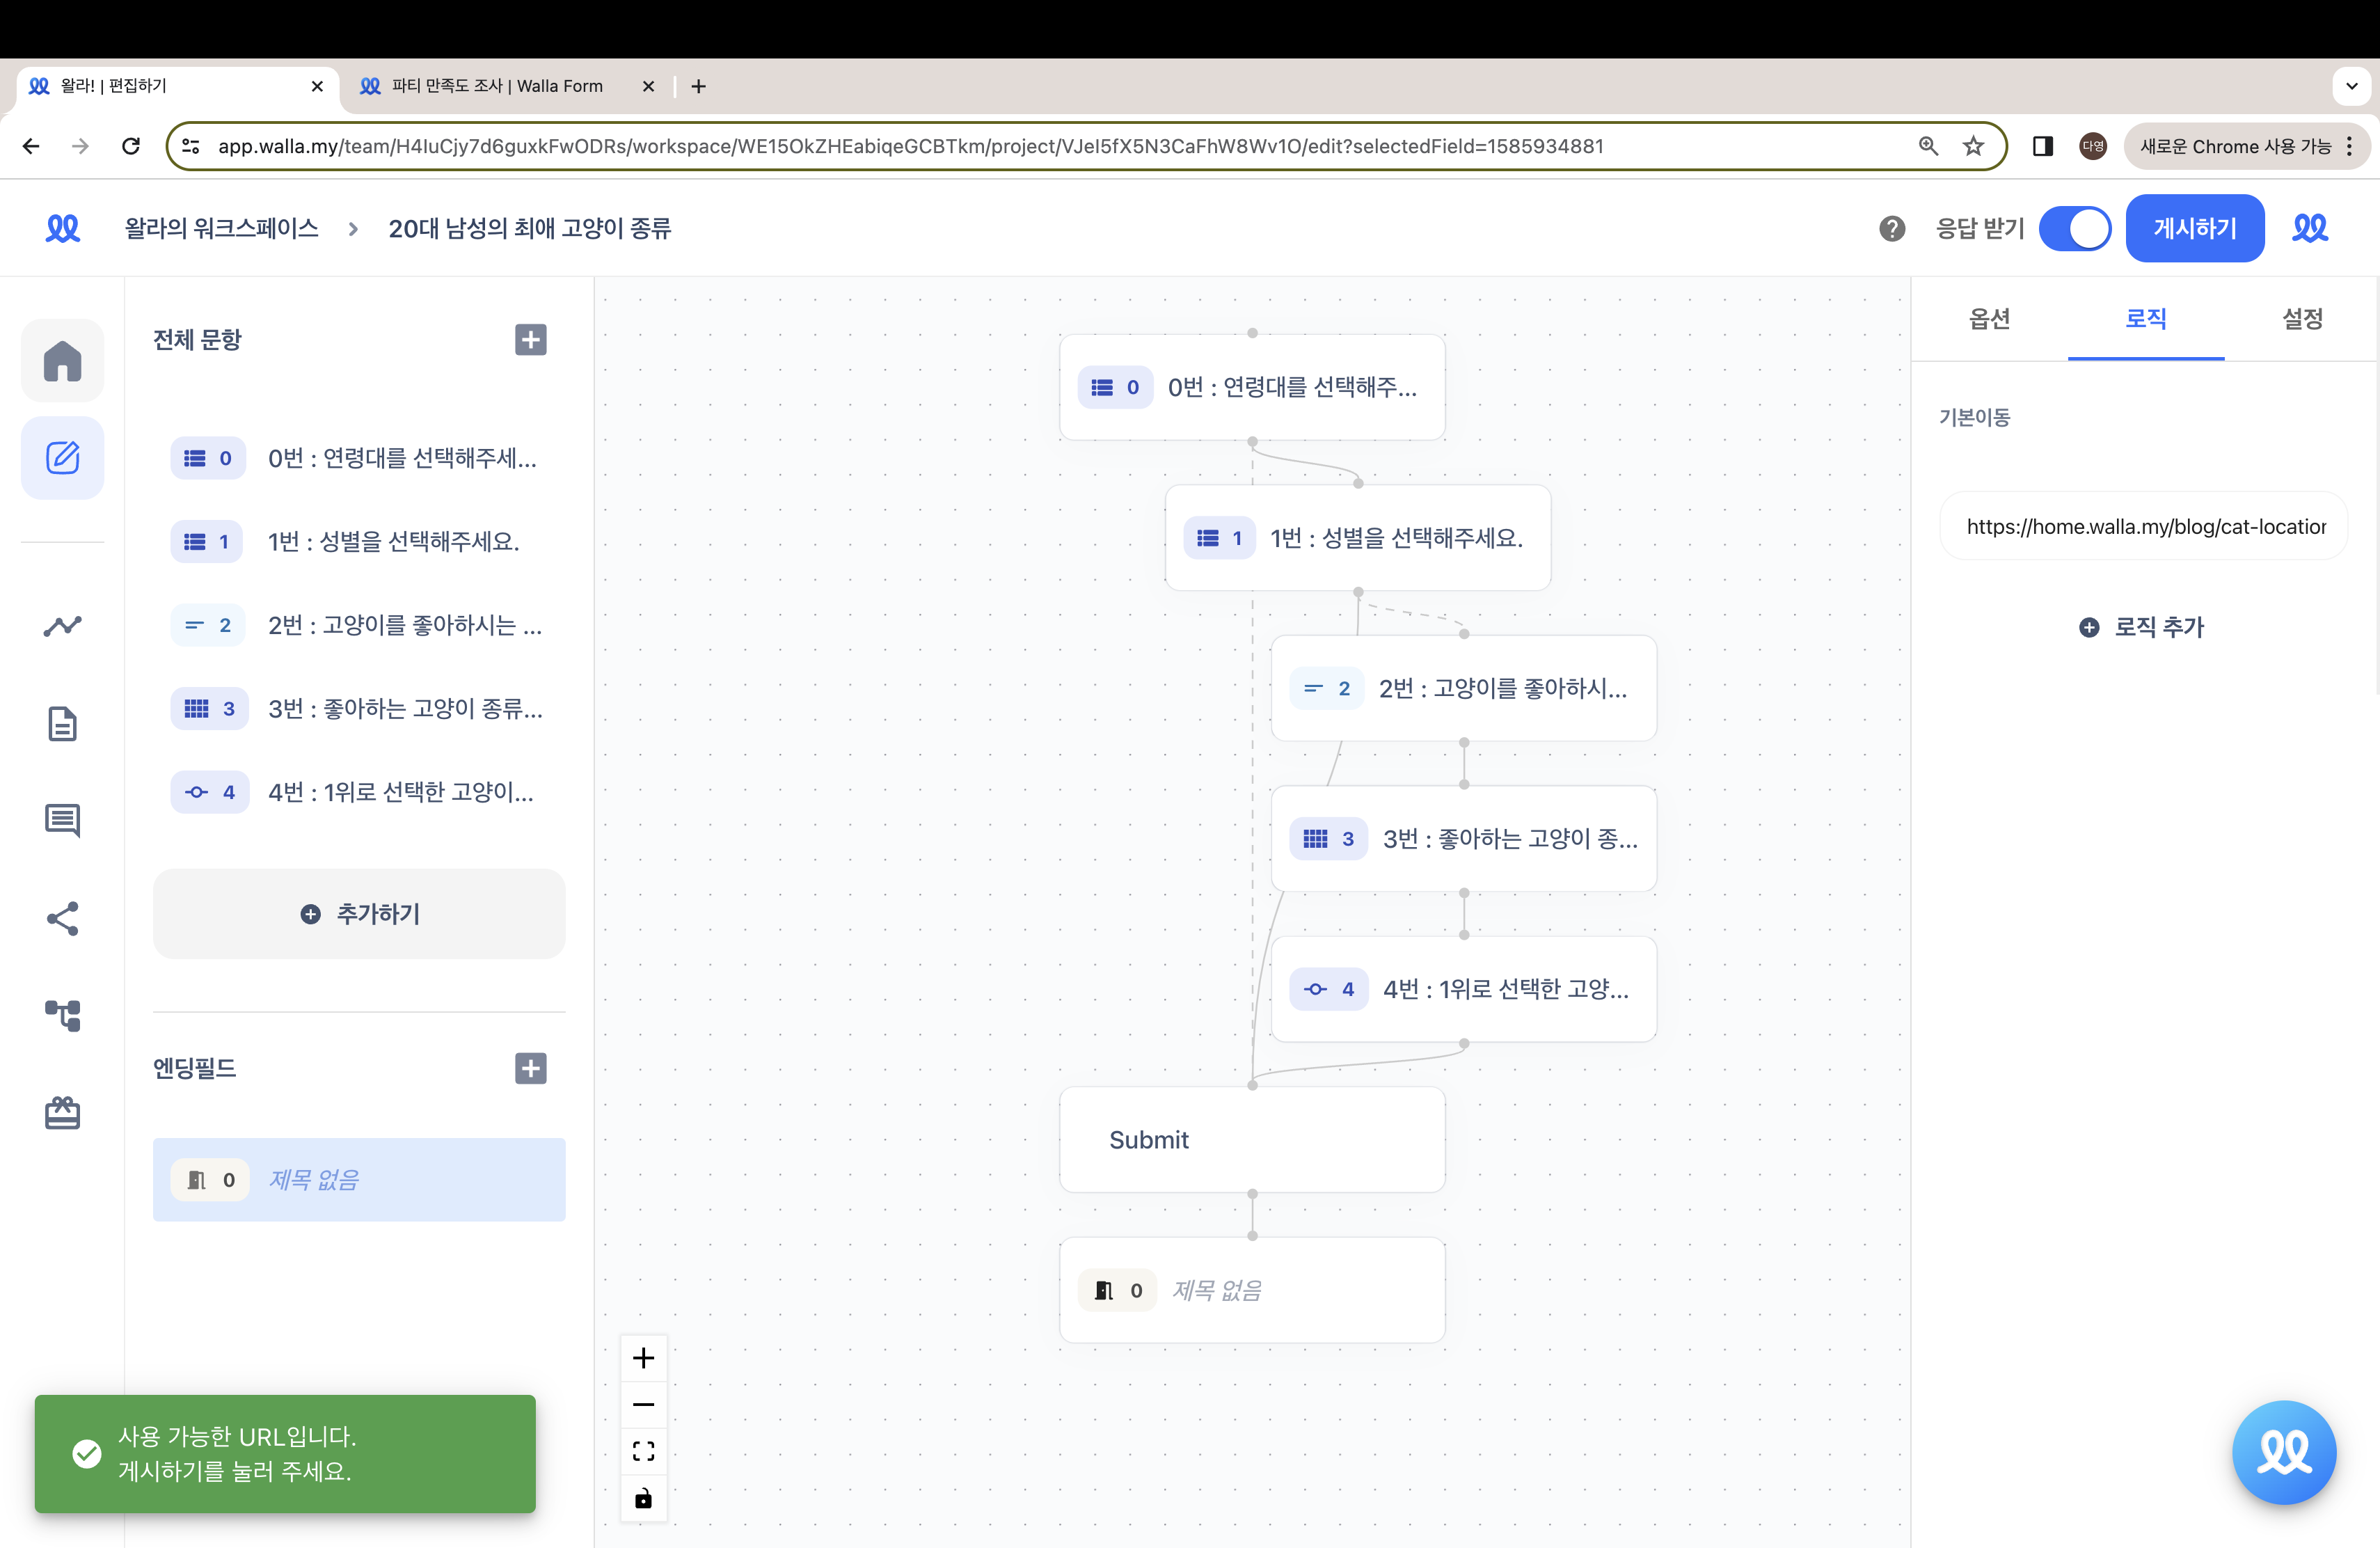 왈라! | 편집하기
파티 만족도 조사 | Walla Form
app.walla.my/team/H4IuCjy7d6guxkFwODRs/workspace/WE15OkZHEabiqeGCBTkm/project/VJeI5fX5N3CaFhW8Wv1O/edit?selectedField=1585934881
다영
새로운 Chrome 사용 가능
왈라의 워크스페이스 > 20대 남성의 최애 고양이 종류
응답 받기
게시하기
전체 문항
0 0번 : 연령대를 선택해주세...
1 1번 : 성별을 선택해주세요.
2 2번 : 고양이를 좋아하시는 ...
3 3번 : 좋아하는 고양이 종류...
4 4번 : 1위로 선택한 고양이...
추가하기
엔딩필드
0 제목 없음
사용 가능한 URL입니다.
게시하기를 눌러 주세요.
0 0번 : 연령대를 선택해주...
1 1번 : 성별을 선택해주세요.
2 2번 : 고양이를 좋아하시...
3 3번 : 좋아하는 고양이 종...
4 4번 : 1위로 선택한 고양...
Submit
0 제목 없음
옵션 로직 설정
기본이동
https://home.walla.my/blog/cat-location
로직 추가